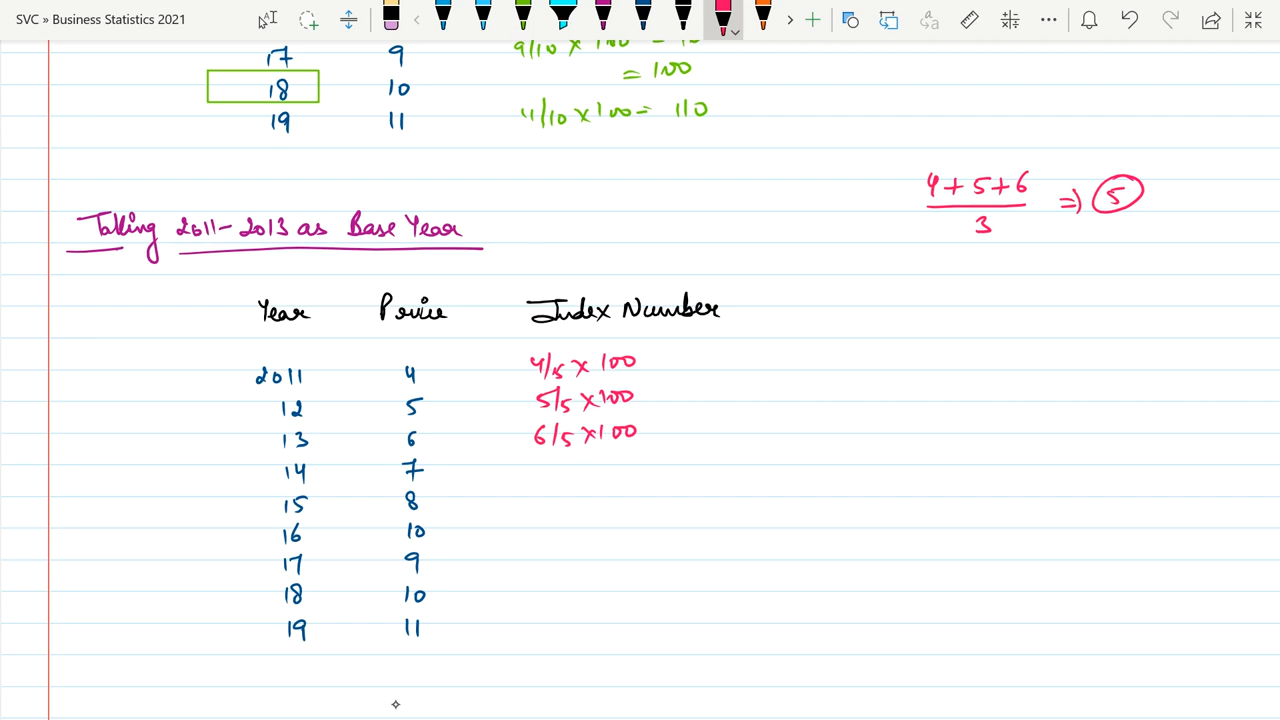 SVC » Business Statistics 2021
17 9
= 100
18 10
19 11 11/10 × 100 = 110
4 + 5 + 6
3
⇒ 5
Taking 2011-2013 as Base Year
Year Price Index Number
2011 4 4/5 × 100
12 5 5/5 × 100
13 6 6/5 × 100
14 7
15 8
16 10
17 9
18 10
19 11